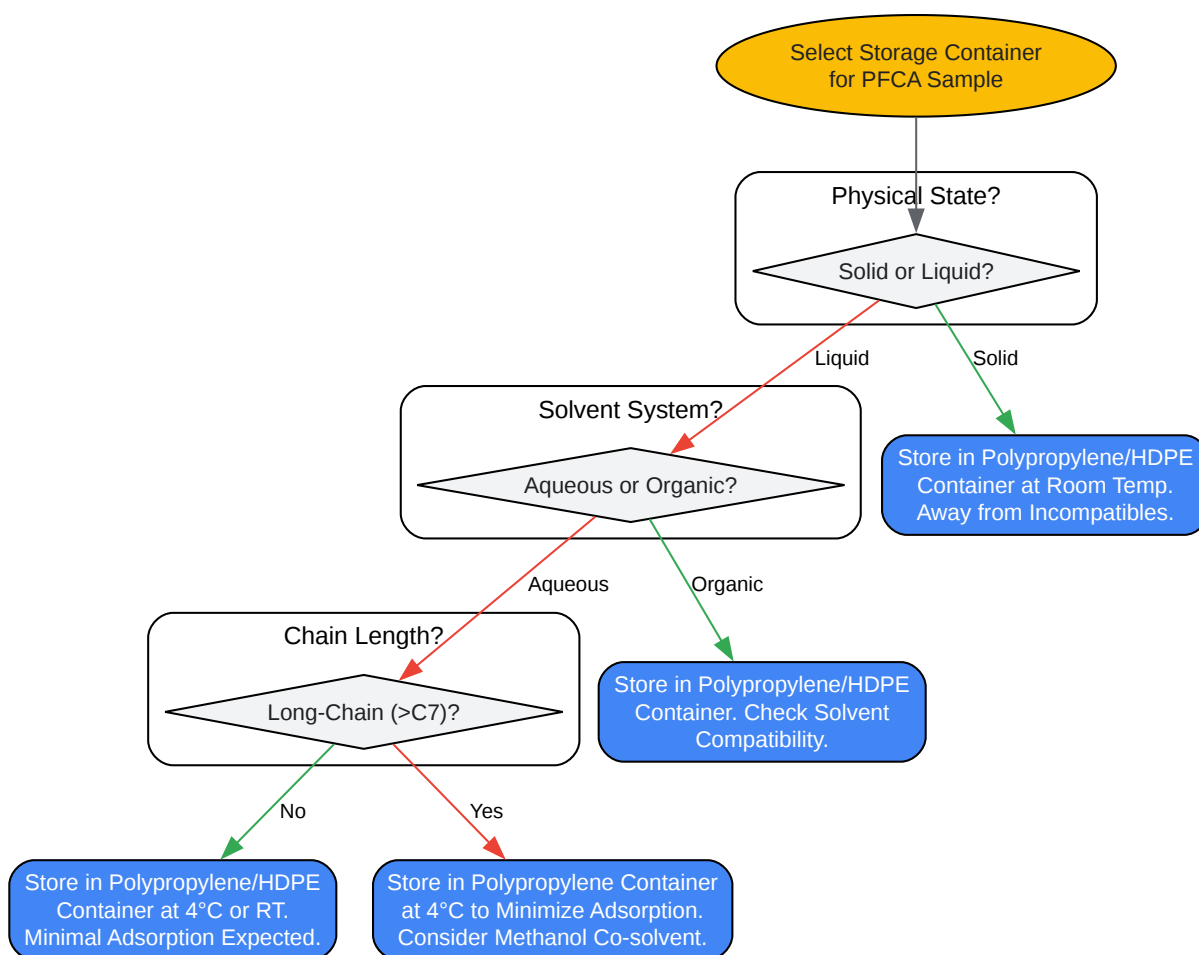 Select Storage Container
for PFCA Sample
Physical State?
Solid or Liquid?
Liquid
Solid
Solvent System?
Aqueous or Organic?
Store in Polypropylene/HDPE
Container at Room Temp.
Away from Incompatibles.
Aqueous
Organic
Chain Length?
Long-Chain (>C7)?
Store in Polypropylene/HDPE
Container. Check Solvent
Compatibility.
No
Yes
Store in Polypropylene/HDPE
Container at 4°C or RT.
Minimal Adsorption Expected.
Store in Polypropylene Container
at 4°C to Minimize Adsorption.
Consider Methanol Co-solvent.